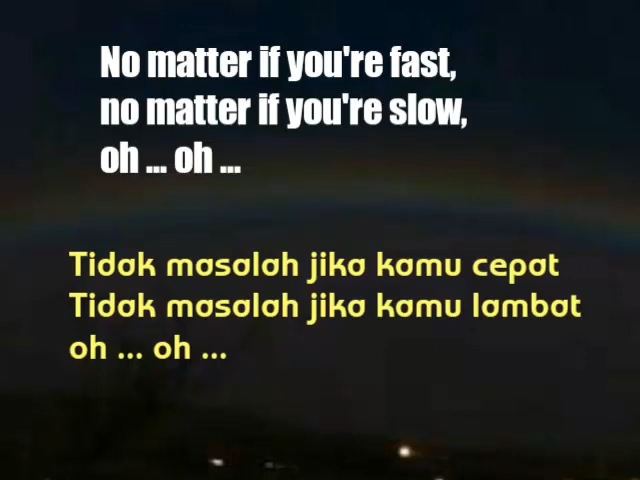 No matter if you're fast,
no matter if you're slow,
oh ... oh ...
Tidak masalah jika kamu cepat
Tidak masalah jika kamu lambat
oh ... oh ...